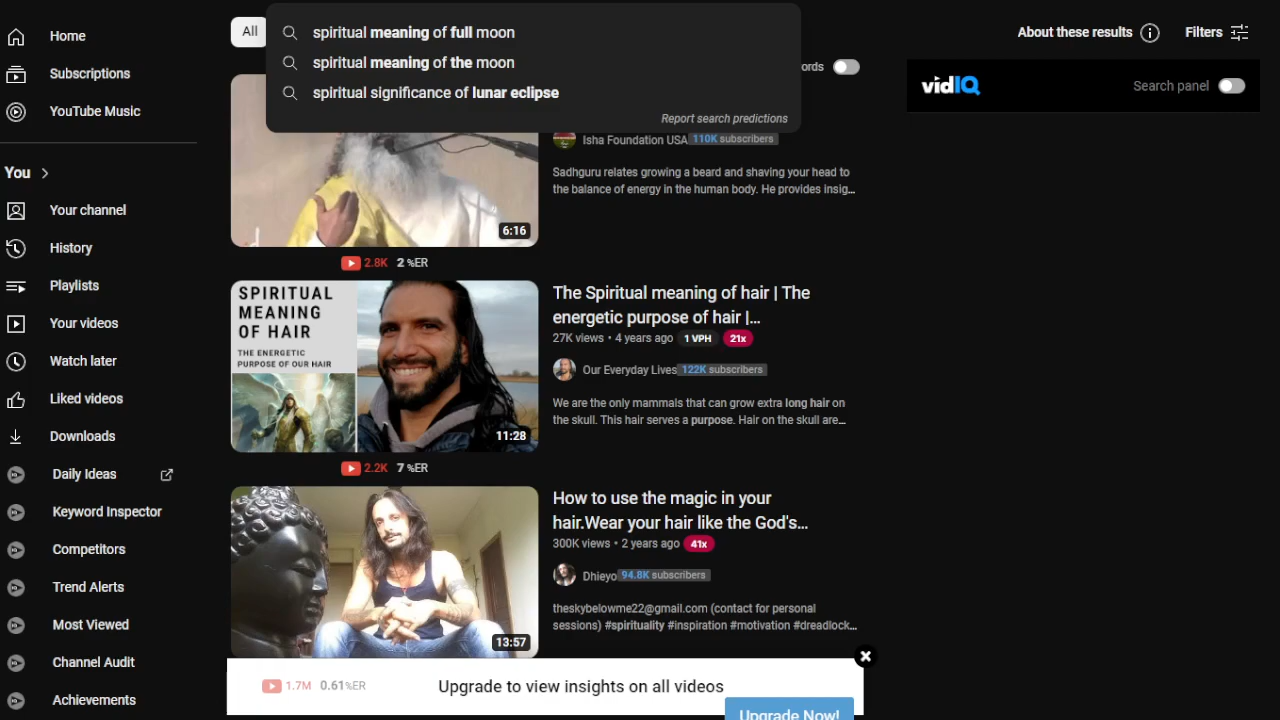 Home
Subscriptions
YouTube Music
You
Your channel
History
Playlists
Your videos
Watch later
Liked videos
Downloads
Daily Ideas
Keyword Inspector
Competitors
Trend Alerts
Most Viewed
Channel Audit
Achievements
All
spiritual meaning of full moon
spiritual meaning of the moon
spiritual significance of lunar eclipse
Report search predictions
ords
About these results
Filters
vidIQ
Search panel
6:16
Isha Foundation USA 110K subscribers
Sadhguru relates growing a beard and shaving your head to
the balance of energy in the human body. He provides insig...
2.8K 2 %ER
SPIRITUAL
MEANING
OF HAIR
THE ENERGETIC
PURPOSE OF OUR HAIR
11:28
The Spiritual meaning of hair | The
energetic purpose of hair |...
27K views • 4 years ago 1 VPH 21x
Our Everyday Lives 122K subscribers
We are the only mammals that can grow extra long hair on
the skull. This hair serves a purpose. Hair on the skull are...
2.2K 7 %ER
13:57
How to use the magic in your
hair.Wear your hair like the God's...
300K views • 2 years ago 41x
Dhieyo 94.8K subscribers
theskybelowme22@gmail.com (contact for personal
sessions) #spirituality #inspiration #motivation #dreadlock...
1.7M 0.61%ER
Upgrade to view insights on all videos
Upgrade Now!